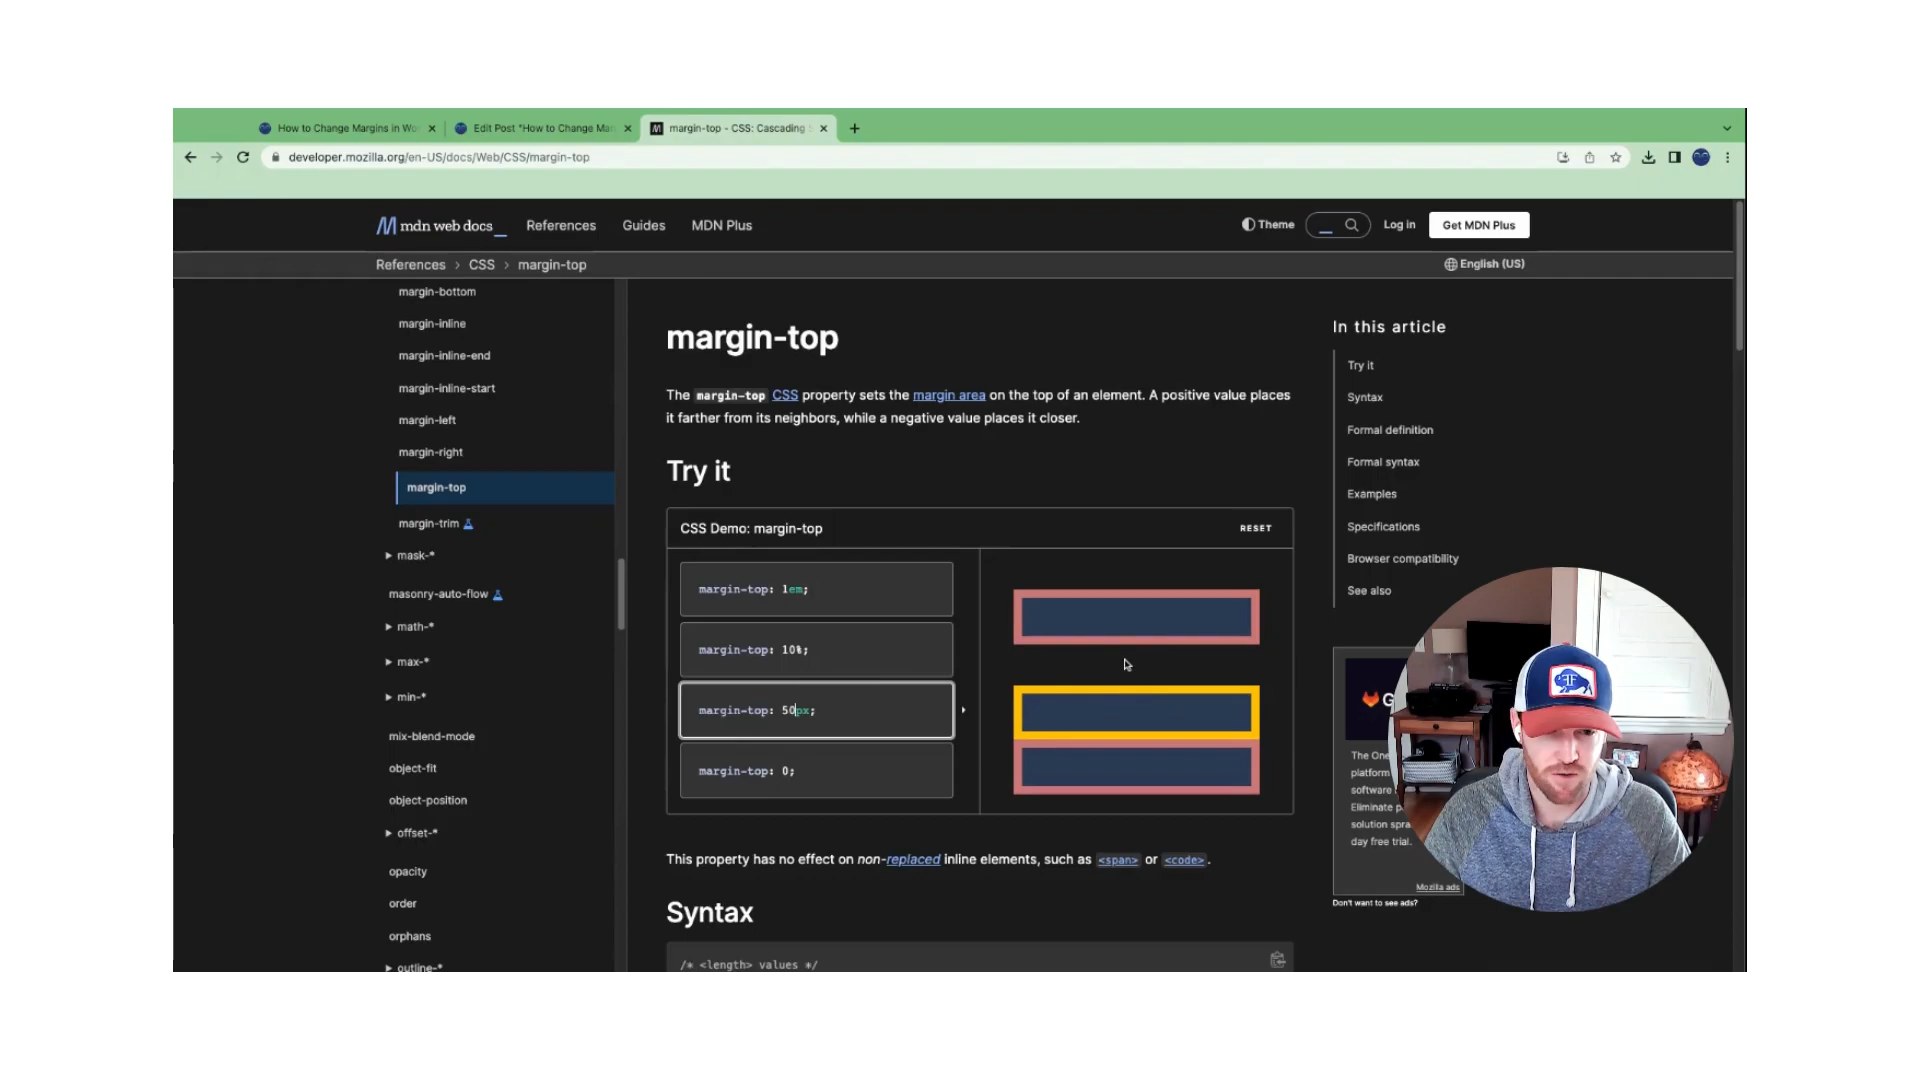 How to Change Margins in Wo
Edit Post "How to Change Mar
margin-top - CSS: Cascading S
developer.mozilla.org/en-US/docs/Web/CSS/margin-top
mdn web docs_
References
Guides
MDN Plus
Theme
Log in
Get MDN Plus
References > CSS > margin-top
English (US)
margin-bottom
margin-inline
margin-inline-end
margin-inline-start
margin-left
margin-right
margin-top
margin-trim
mask-*
masonry-auto-flow
math-*
max-*
min-*
mix-blend-mode
object-fit
object-position
offset-*
opacity
order
orphans
outline-*
margin-top
The margin-top CSS property sets the margin area on the top of an element. A positive value places
it farther from its neighbors, while a negative value places it closer.
Try it
CSS Demo: margin-top
RESET
margin-top: 1em;
margin-top: 10%;
margin-top: 50px;
margin-top: 0;
This property has no effect on non-replaced inline elements, such as <span> or <code>.
Syntax
/* <length> values */
In this article
Try it
Syntax
Formal definition
Formal syntax
Examples
Specifications
Browser compatibility
See also
G
The One
platform
software
Eliminate p
solution spra
day free trial.
Mozilla ads
Don't want to see ads?